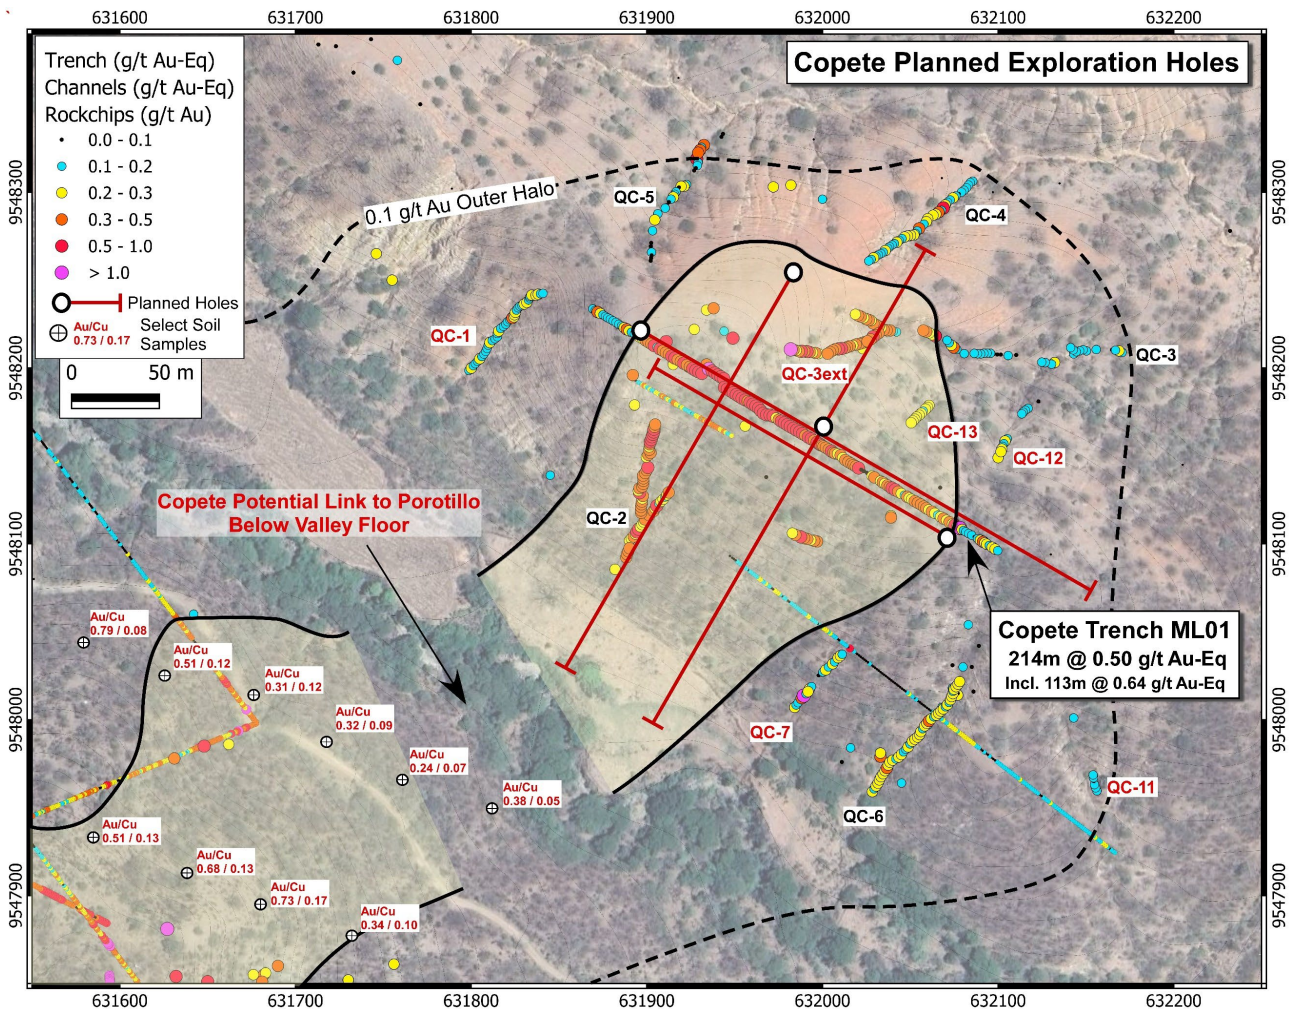 631600 631700 631800 631900 632000 632100 632200
Copete Planned Exploration Holes
Trench (g/t Au-Eq)
Channels (g/t Au-Eq)
Rockchips (g/t Au)
0.0 - 0.1
0.1 - 0.2
0.2 - 0.3
0.3 - 0.5
0.5 - 1.0
> 1.0
Planned Holes
Au/Cu
0.73 / 0.17
Select Soil
Samples
0 50 m
9548300
9548200
9548100
9548000
9547900
0.1 g/t Au Outer Halo
QC-5
QC-4
QC-1
QC-3
QC-3ext
QC-13
QC-12
QC-2
Copete Potential Link to Porotillo
Below Valley Floor
Copete Trench ML01
214m @ 0.50 g/t Au-Eq
Incl. 113m @ 0.64 g/t Au-Eq
QC-7
QC-6
QC-11
Au/Cu
0.79 / 0.08
Au/Cu
0.51 / 0.12
Au/Cu
0.31 / 0.12
Au/Cu
0.32 / 0.09
Au/Cu
0.24 / 0.07
Au/Cu
0.38 / 0.05
Au/Cu
0.51 / 0.13
Au/Cu
0.68 / 0.13
Au/Cu
0.73 / 0.17
Au/Cu
0.34 / 0.10
9548300
9548200
9548100
9548000
9547900
631600 631700 631800 631900 632000 632100 632200